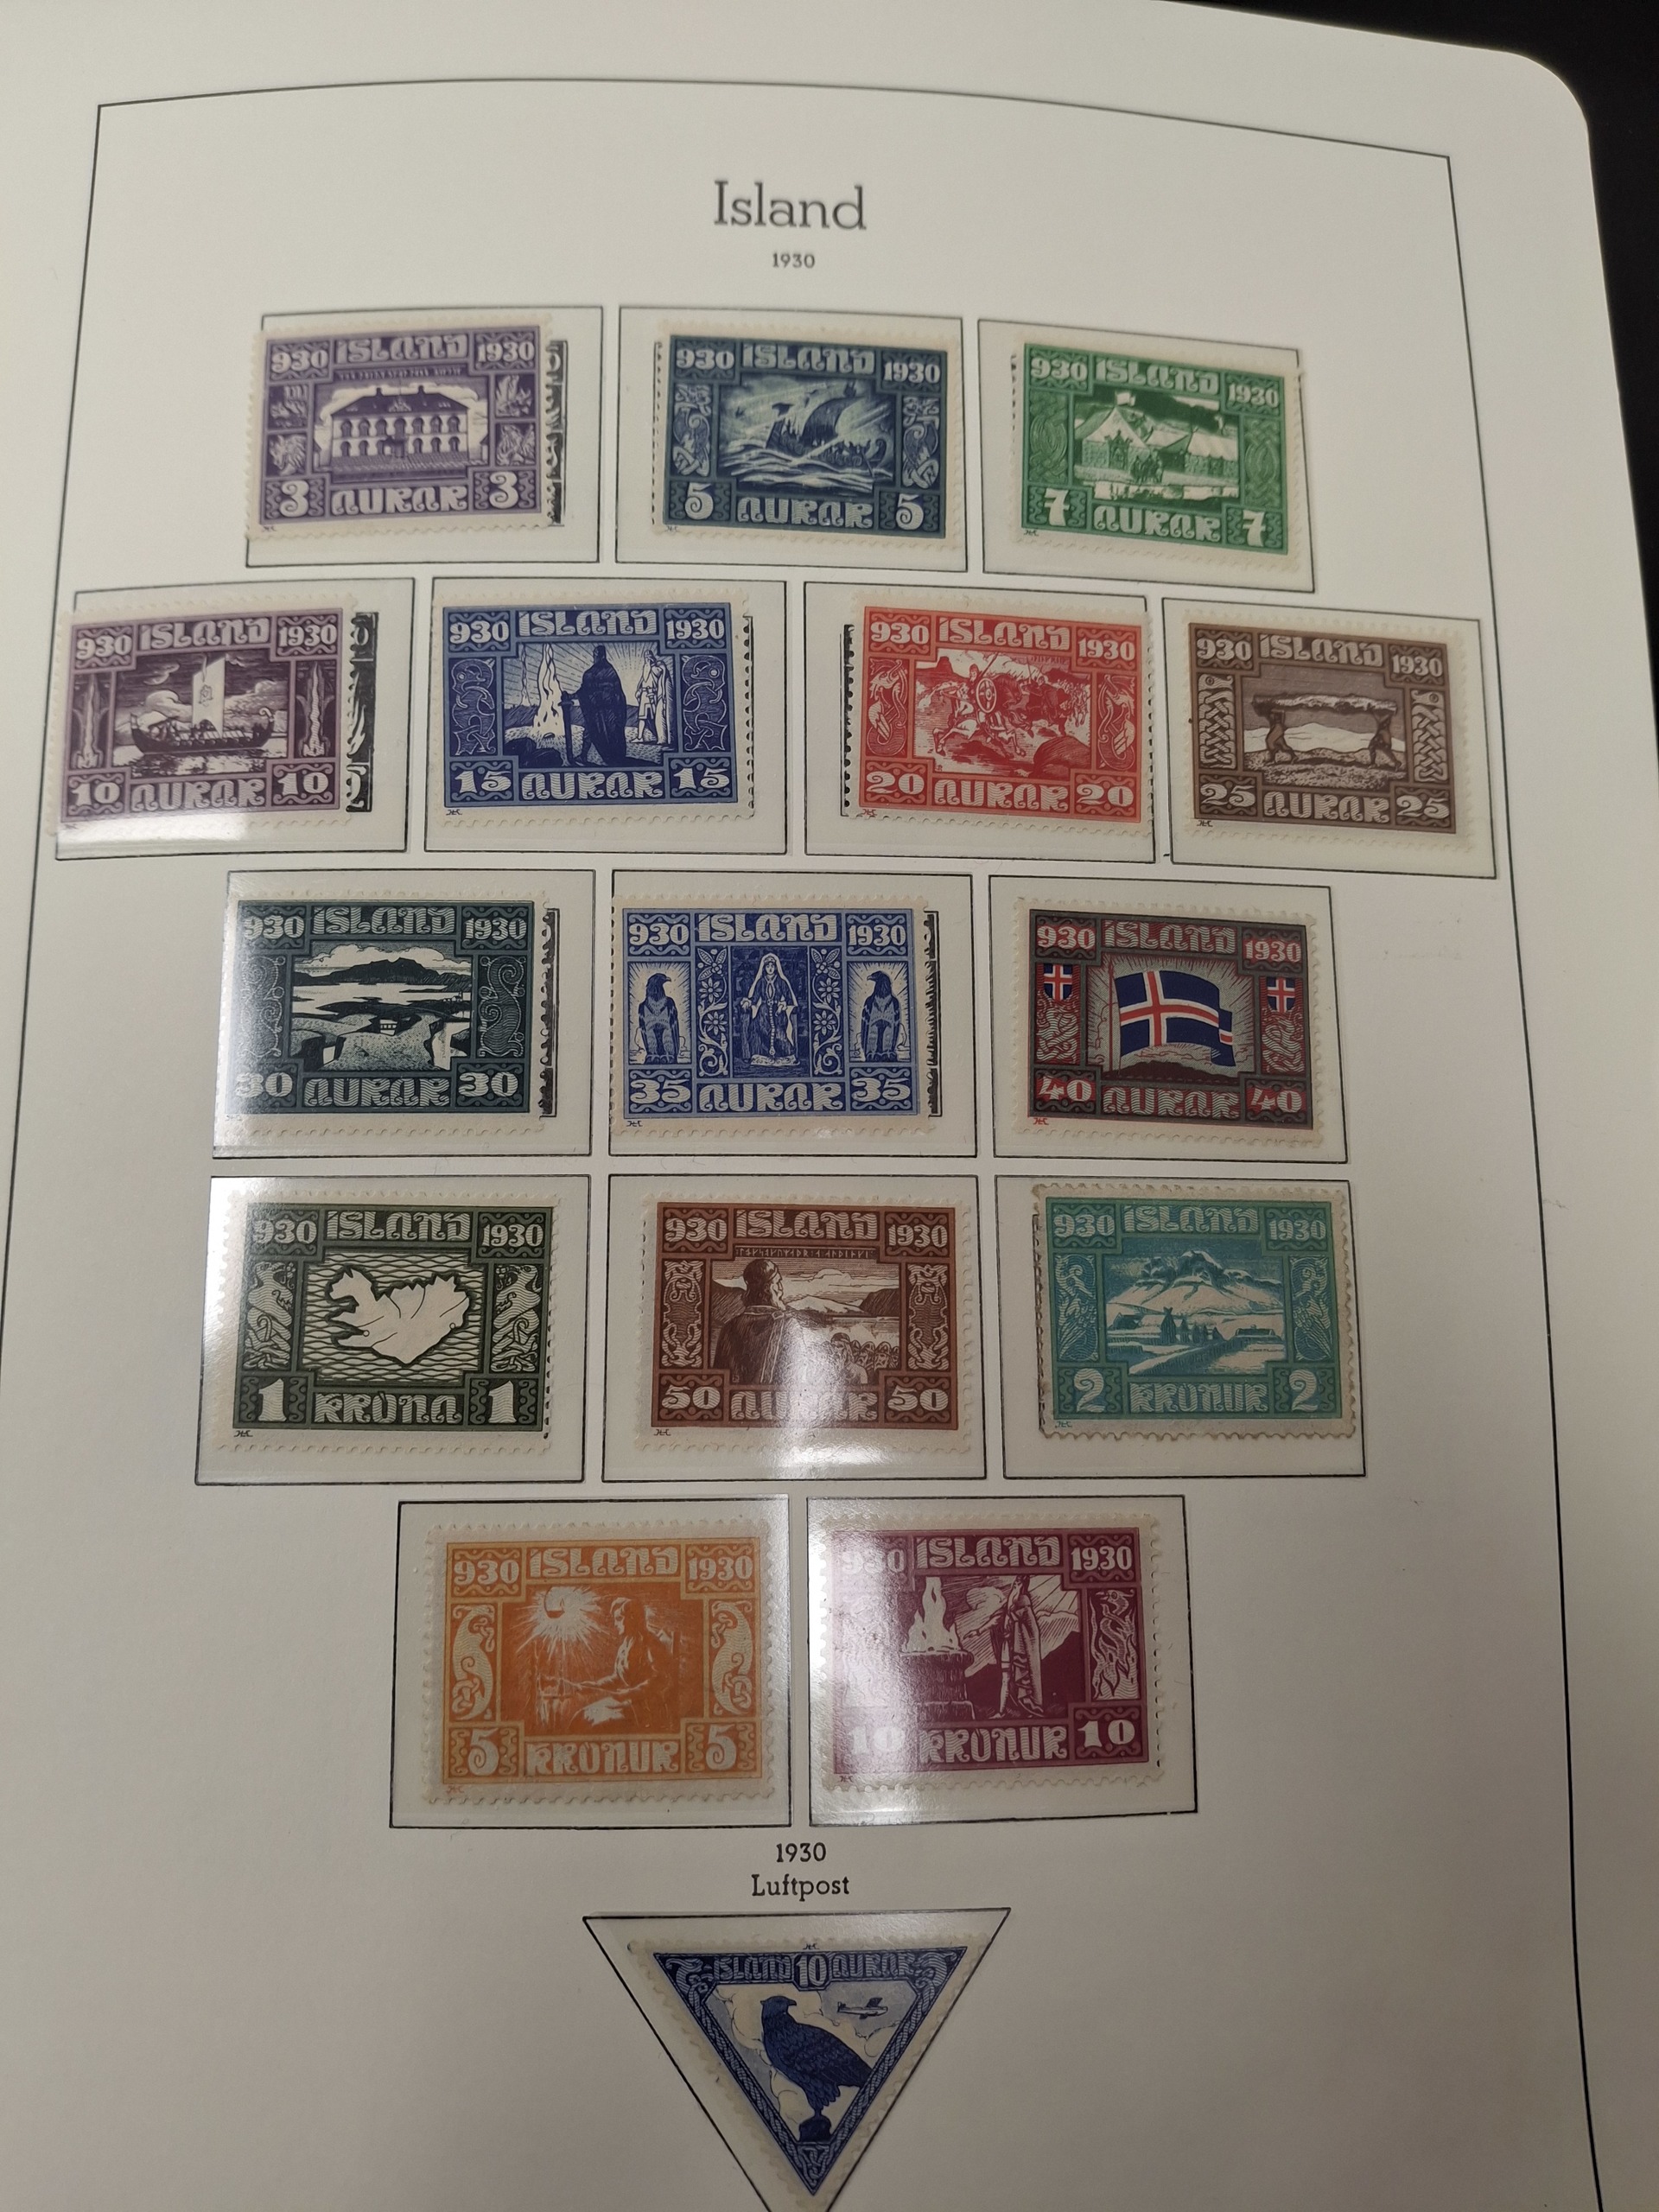 Island
1930
930 ISLAND 1930
3 AURAR 3
930 ISLAND 1930
5 AURAR 5
930 ISLAND 1930
7 AURAR 7
930 ISLAND 1930
10 AURAR 10
930 ISLAND 1930
15 AURAR 15
930 ISLAND 1930
20 AURAR 20
930 ISLAND 1930
25 AURAR 25
930 ISLAND 1930
30 AURAR 30
930 ISLAND 1930
35 AURAR 35
930 ISLAND 1930
40 AURAR 40
930 ISLAND 1930
1 KRONA 1
930 ISLAND 1930
50 AURAR 50
930 ISLAND 1930
2 KRONUR 2
930 ISLAND 1930
5 KRONUR 5
930 ISLAND 1930
10 KRONUR 10
1930
Luftpost
ISLAND 10 AURAR